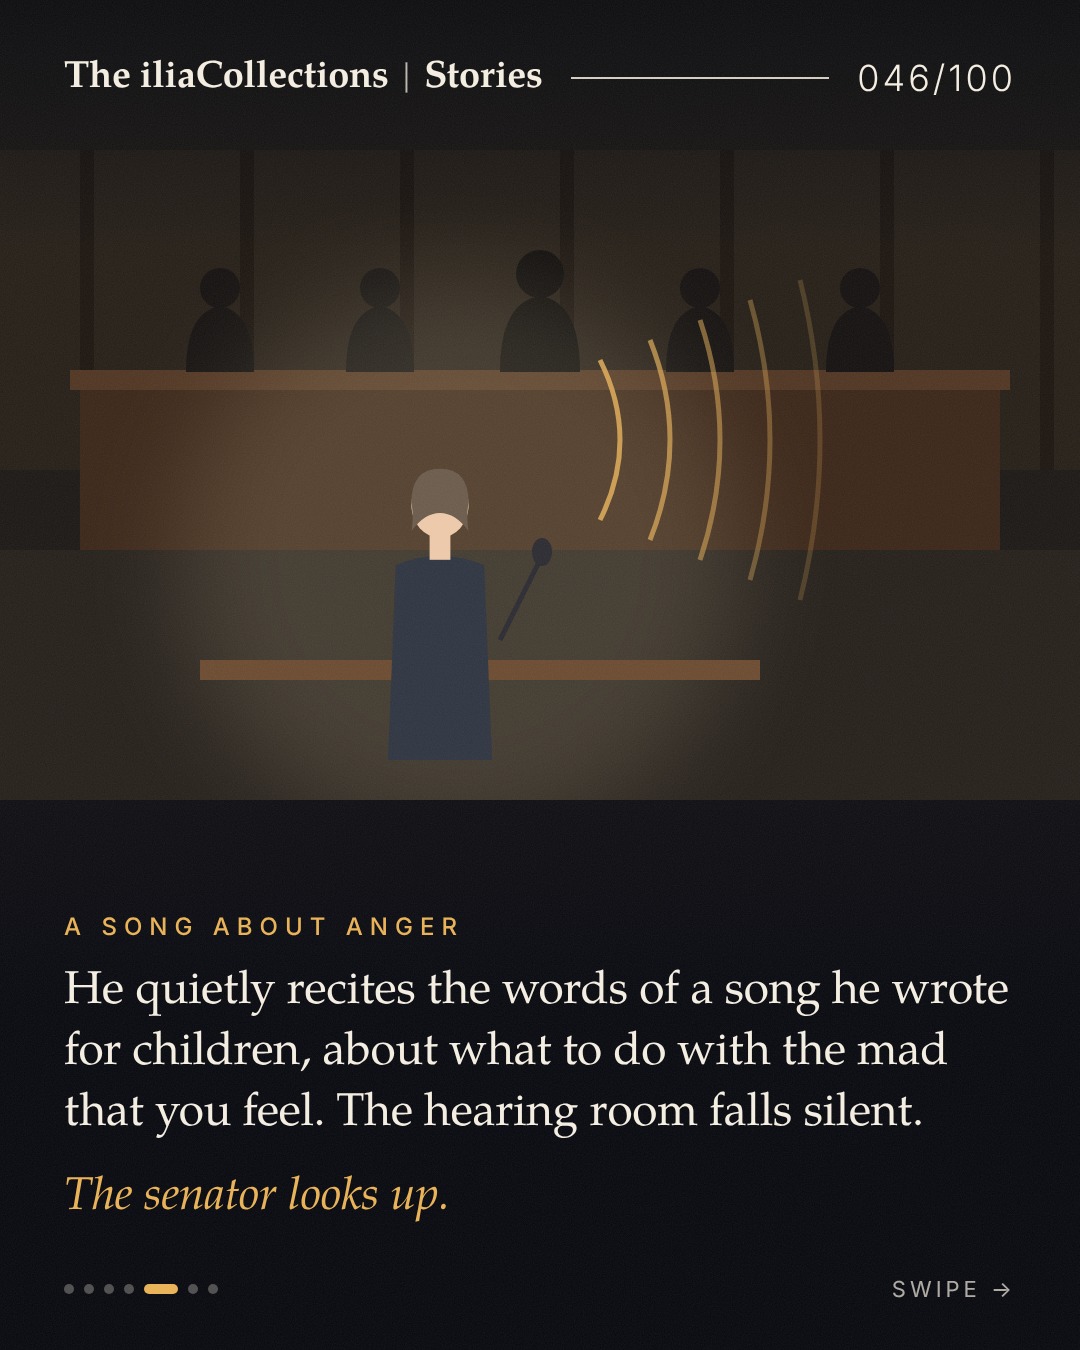 The iliaCollections | Stories 046/100
A SONG ABOUT ANGER
He quietly recites the words of a song he wrote
for children, about what to do with the mad
that you feel. The hearing room falls silent.
The senator looks up.
SWIPE →